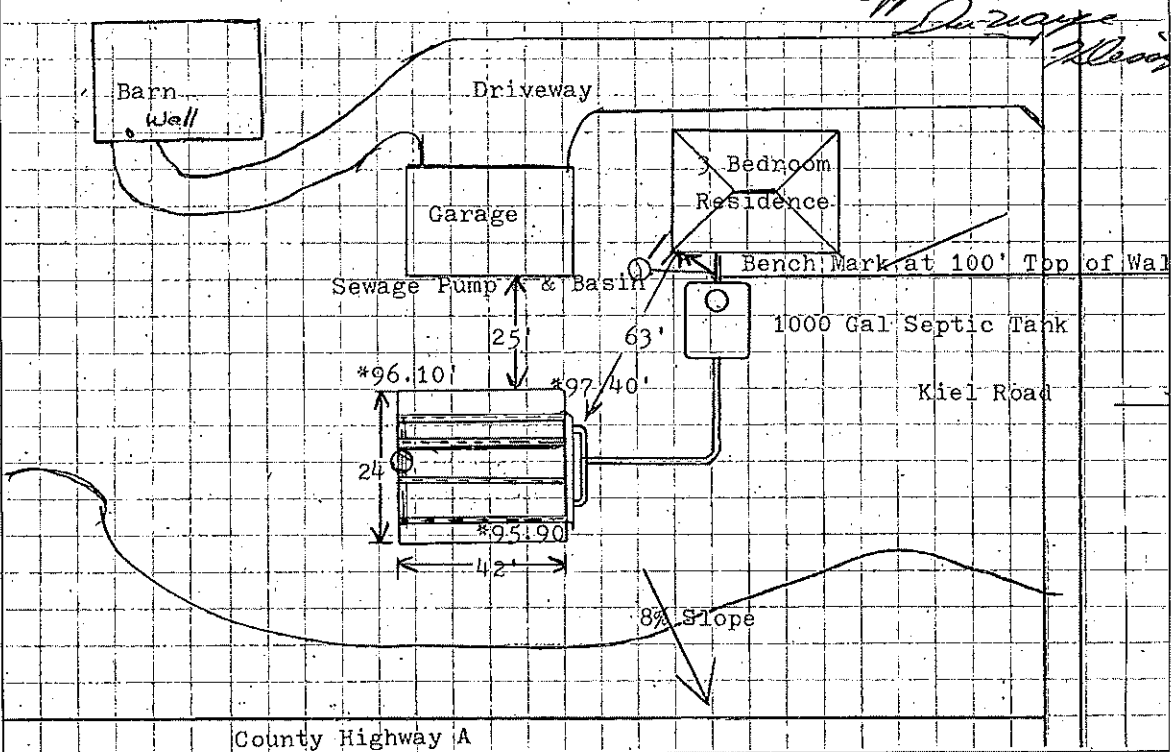 Barn
Driveway
Well
3 Bedroom
Residence
Garage
Bench Mark at 100' Top of Wal
Sewage Pump & Basin
25'
63'
1000 Gal Septic Tank
*96.10'
*97.40'
Kiel Road
24'
*95.90
42'
8% Slope
County Highway A